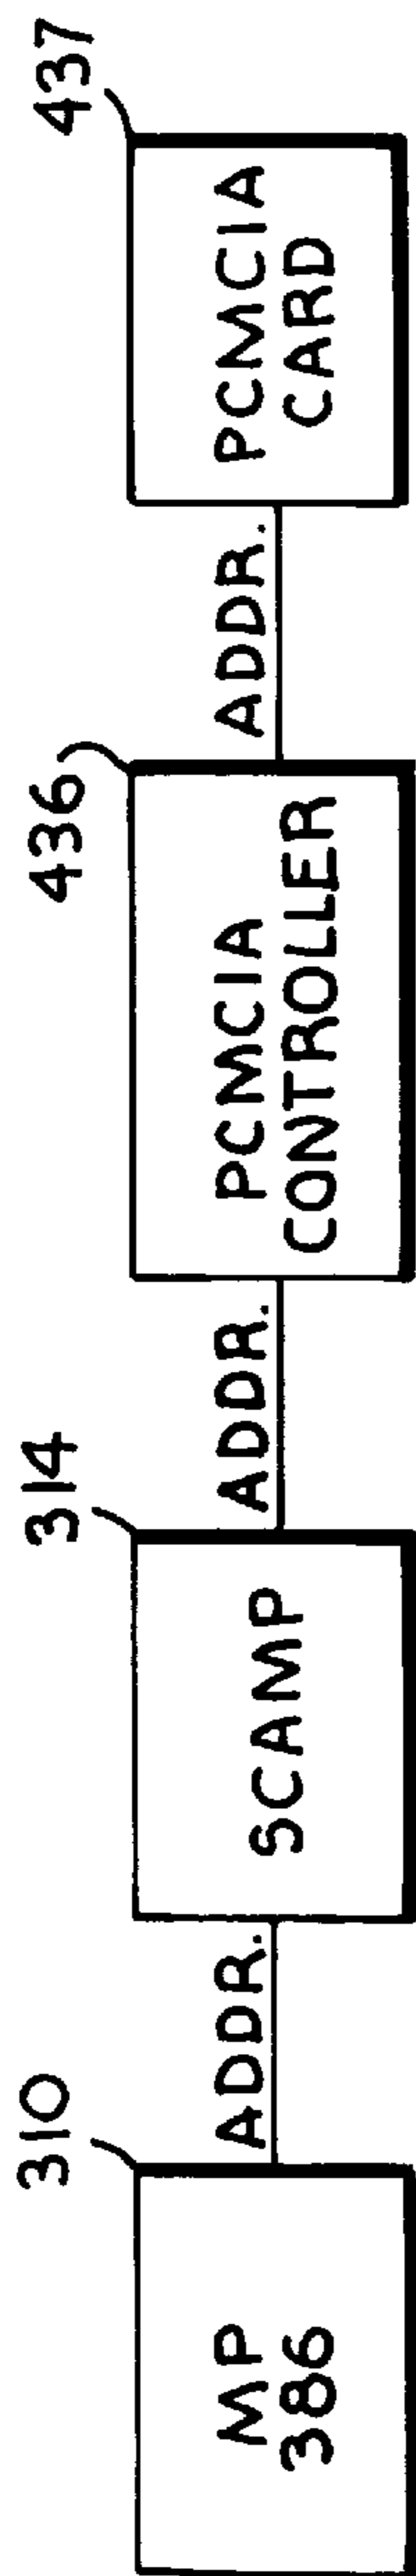 310
MP
386
ADDR.
314
SCAMP
ADDR.
436
PCMCIA
CONTROLLER
ADDR.
437
PCMCIA
CARD